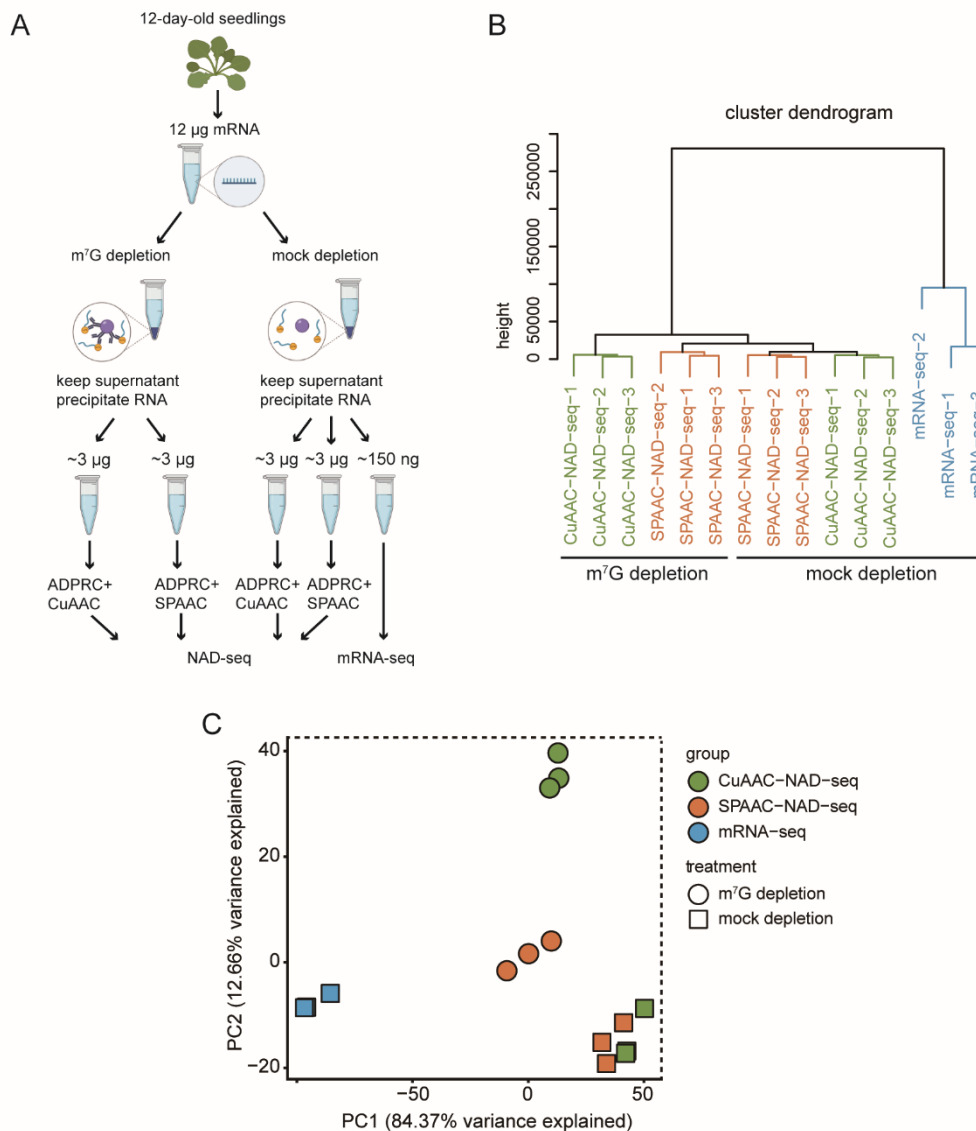 A
12-day-old seedlings
12 µg mRNA
m⁷G depletion
mock depletion
keep supernatant
precipitate RNA
keep supernatant
precipitate RNA
~3 µg
~3 µg
~3 µg
~3 µg
~150 ng
ADPRC+
CuAAC
ADPRC+
SPAAC
ADPRC+
CuAAC
ADPRC+
SPAAC
NAD-seq
mRNA-seq
B
cluster dendrogram
height
250000
150000
50000
0
CuAAC−NAD−seq−1
CuAAC−NAD−seq−2
CuAAC−NAD−seq−3
SPAAC−NAD−seq−2
SPAAC−NAD−seq−1
SPAAC−NAD−seq−3
SPAAC−NAD−seq−1
SPAAC−NAD−seq−2
SPAAC−NAD−seq−3
CuAAC−NAD−seq−1
CuAAC−NAD−seq−2
CuAAC−NAD−seq−3
mRNA−seq−2
mRNA−seq−1
mRNA−seq−3
m⁷G depletion
mock depletion
C
PC2 (12.66% variance explained)
40
20
0
−20
−50
0
50
PC1 (84.37% variance explained)
group
CuAAC−NAD−seq
SPAAC−NAD−seq
mRNA−seq
treatment
m⁷G depletion
mock depletion